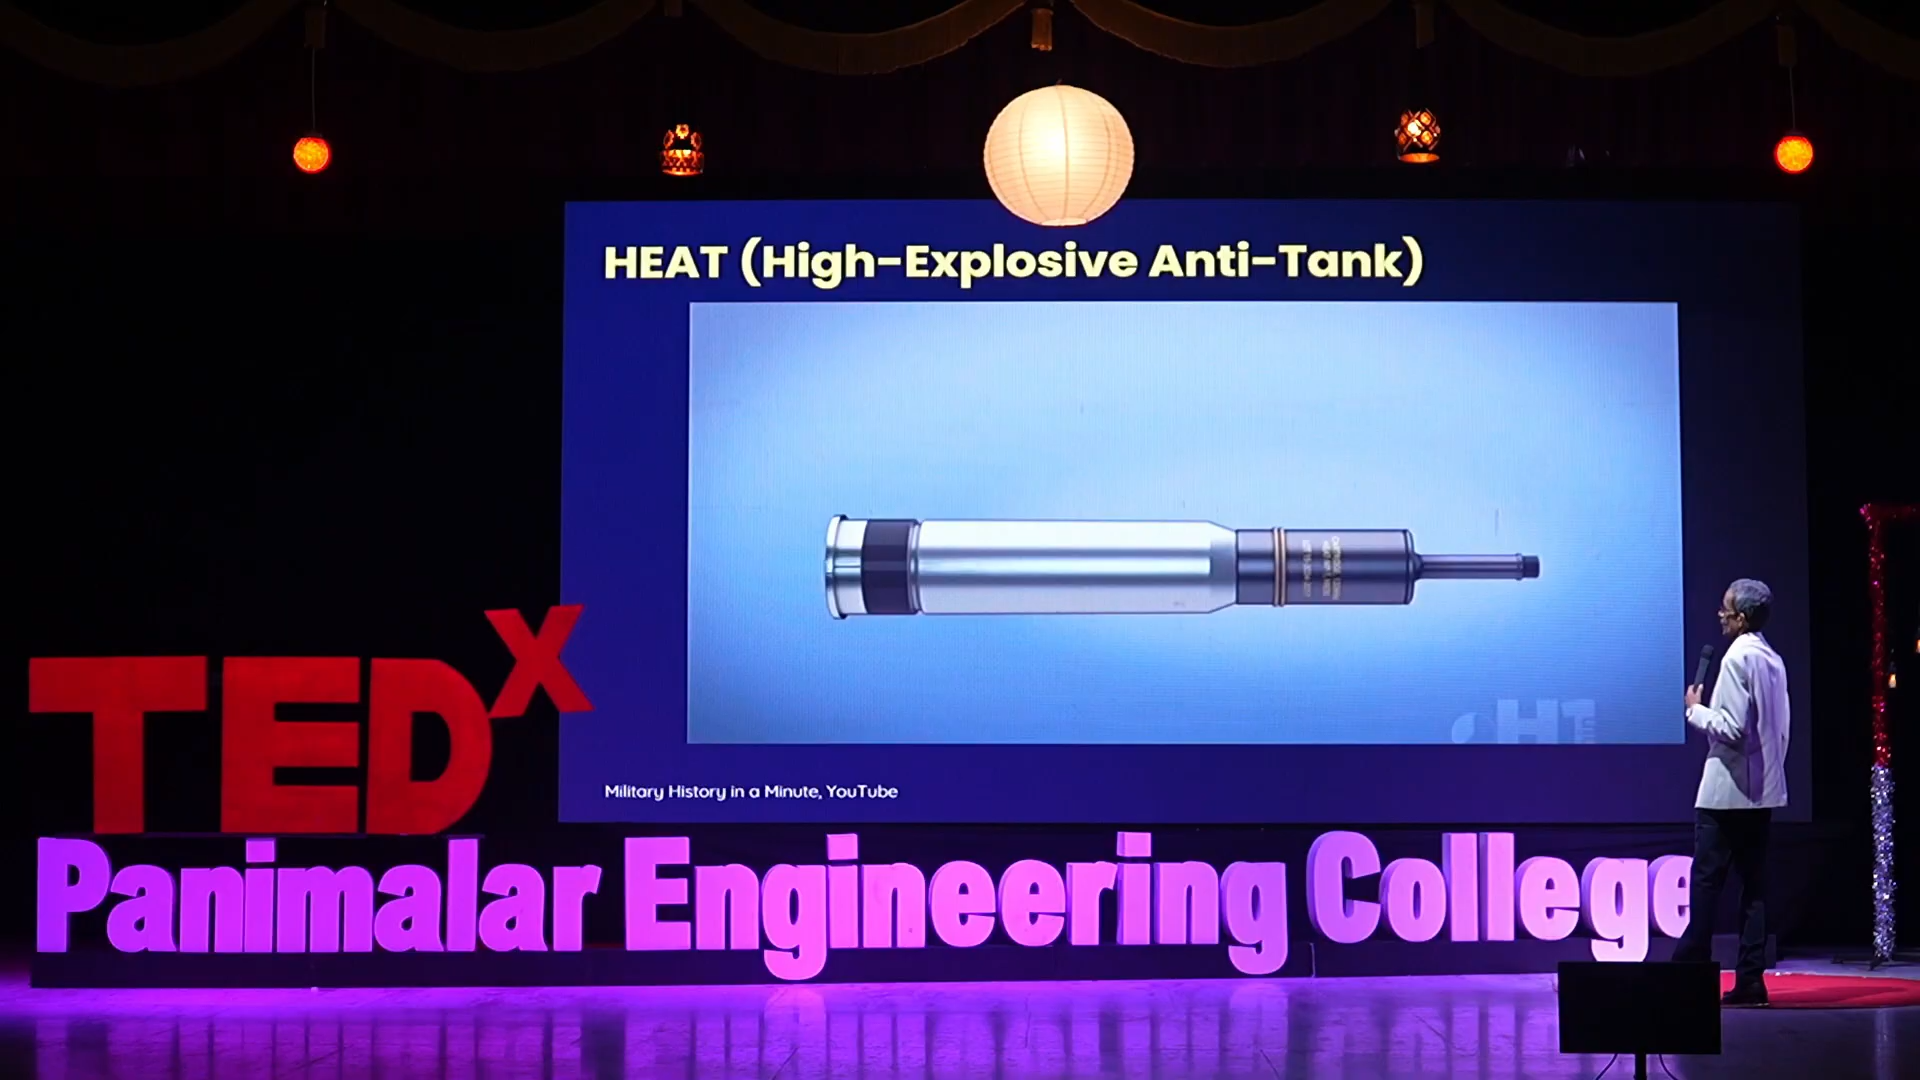 HEAT (High-Explosive Anti-Tank)
Military History in a Minute, YouTube
TEDx
Panimalar Engineering College